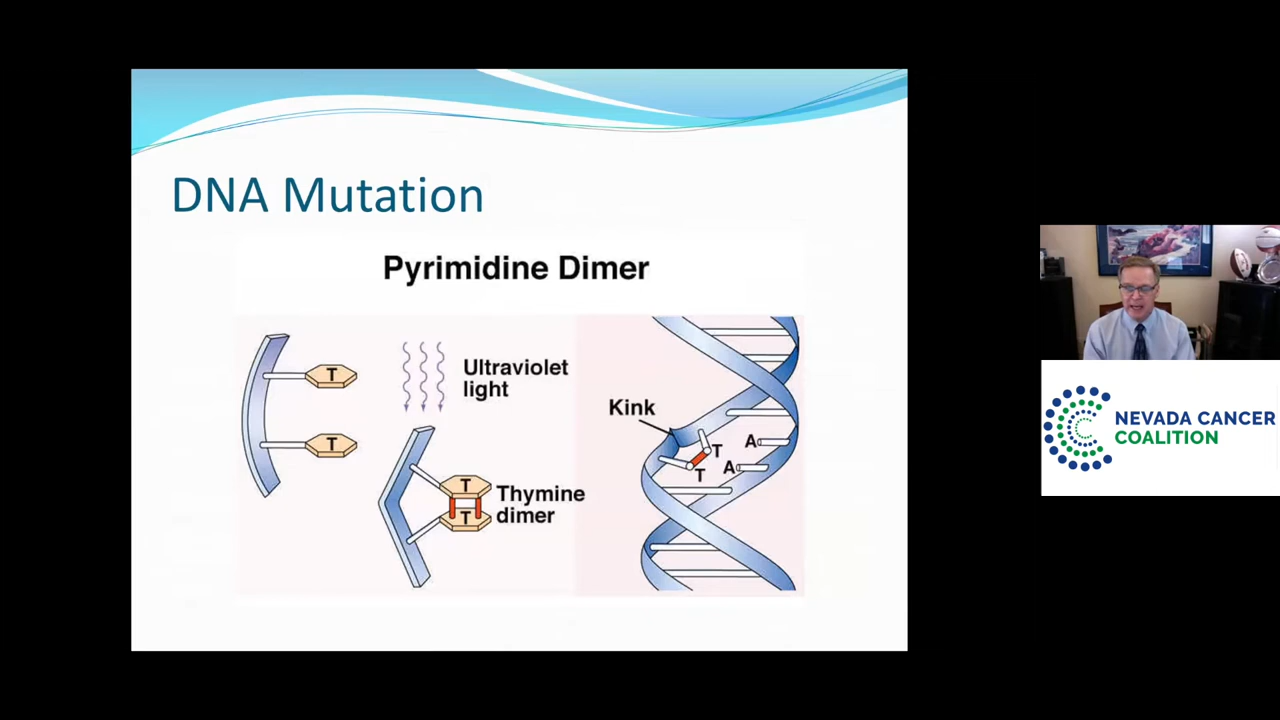 DNA Mutation
Pyrimidine Dimer
T
T
Ultraviolet
light
T
T
Thymine
dimer
Kink
T
T
A
A
NEVADA CANCER
COALITION